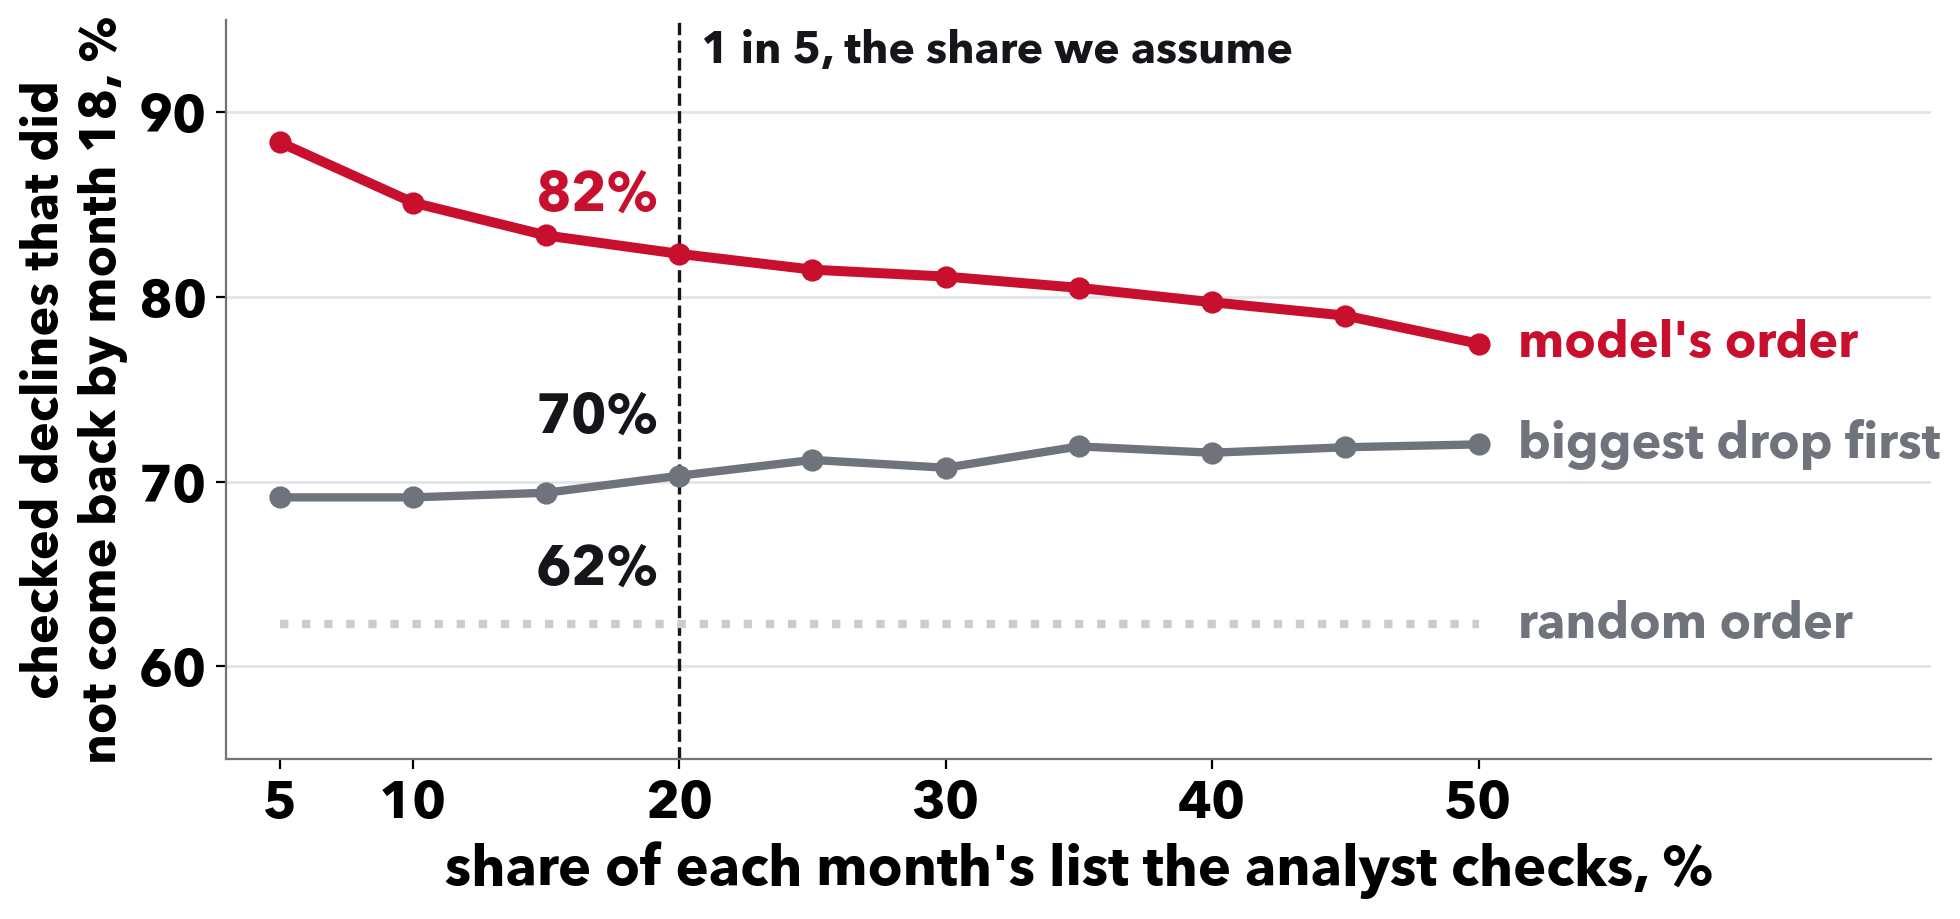 checked declines that did
not come back by month 18, %
1 in 5, the share we assume
90
80
70
60
82%
70%
62%
model's order
biggest drop first
random order
5 10 20 30 40 50
share of each month's list the analyst checks, %